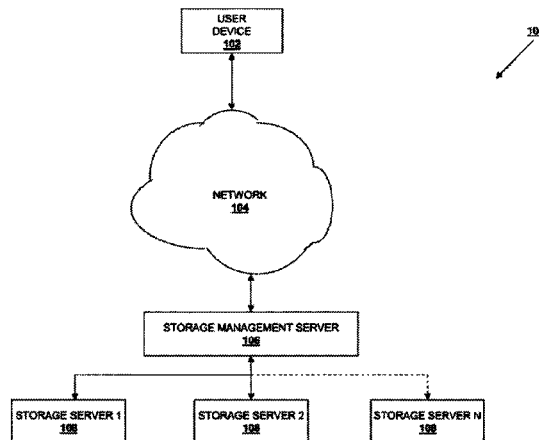 USER
DEVICE
102
10
NETWORK
104
STORAGE MANAGEMENT SERVER
106
STORAGE SERVER 1
STORAGE SERVER 2
STORAGE SERVER N
108
108
108